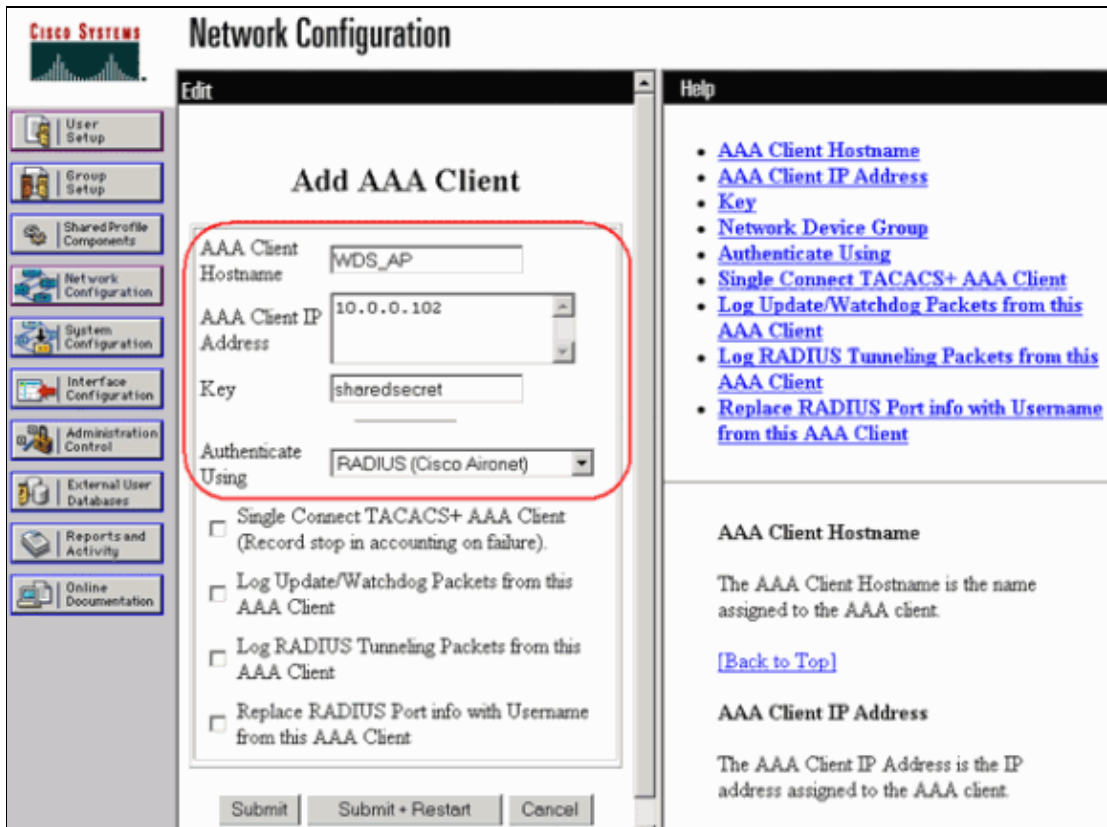 CISCO SYSTEMS
Network Configuration
User
Setup
Group
Setup
Shared Profile
Components
Network
Configuration
System
Configuration
Interface
Configuration
Administration
Control
External User
Databases
Reports and
Activity
Online
Documentation
Edit
Add AAA Client
AAA Client
Hostname
WDS_AP
AAA Client IP
Address
10.0.0.102
Key
sharedsecret
Authenticate
Using
RADIUS (Cisco Aironet)
Single Connect TACACS+ AAA Client
(Record stop in accounting on failure).
Log Update/Watchdog Packets from this
AAA Client
Log RADIUS Tunneling Packets from this
AAA Client
Replace RADIUS Port info with Username
from this AAA Client
Submit
Submit + Restart
Cancel
Help
AAA Client Hostname
AAA Client IP Address
Key
Network Device Group
Authenticate Using
Single Connect TACACS+ AAA Client
Log Update/Watchdog Packets from this
AAA Client
Log RADIUS Tunneling Packets from this
AAA Client
Replace RADIUS Port info with Username
from this AAA Client
AAA Client Hostname
The AAA Client Hostname is the name
assigned to the AAA client.
[Back to Top]
AAA Client IP Address
The AAA Client IP Address is the IP
address assigned to the AAA client.